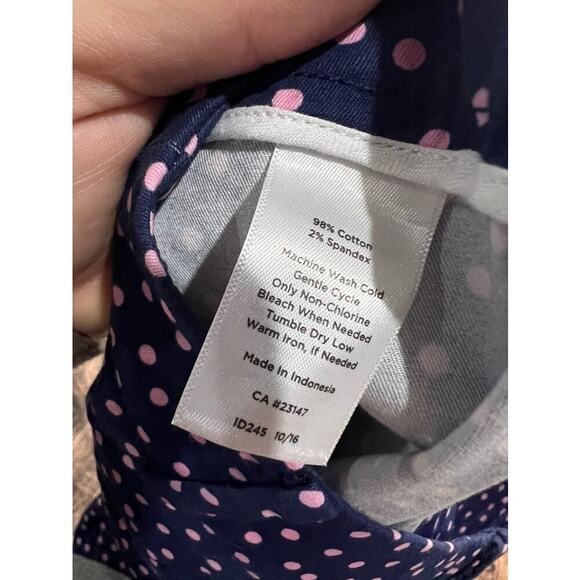 98% Cotton
2% Spandex
Machine Wash Cold
Gentle Cycle
Only Non-Chlorine
Bleach When Needed
Tumble Dry Low
Warm Iron, If Needed
Made In Indonesia
CA #23147
ID245 10/16